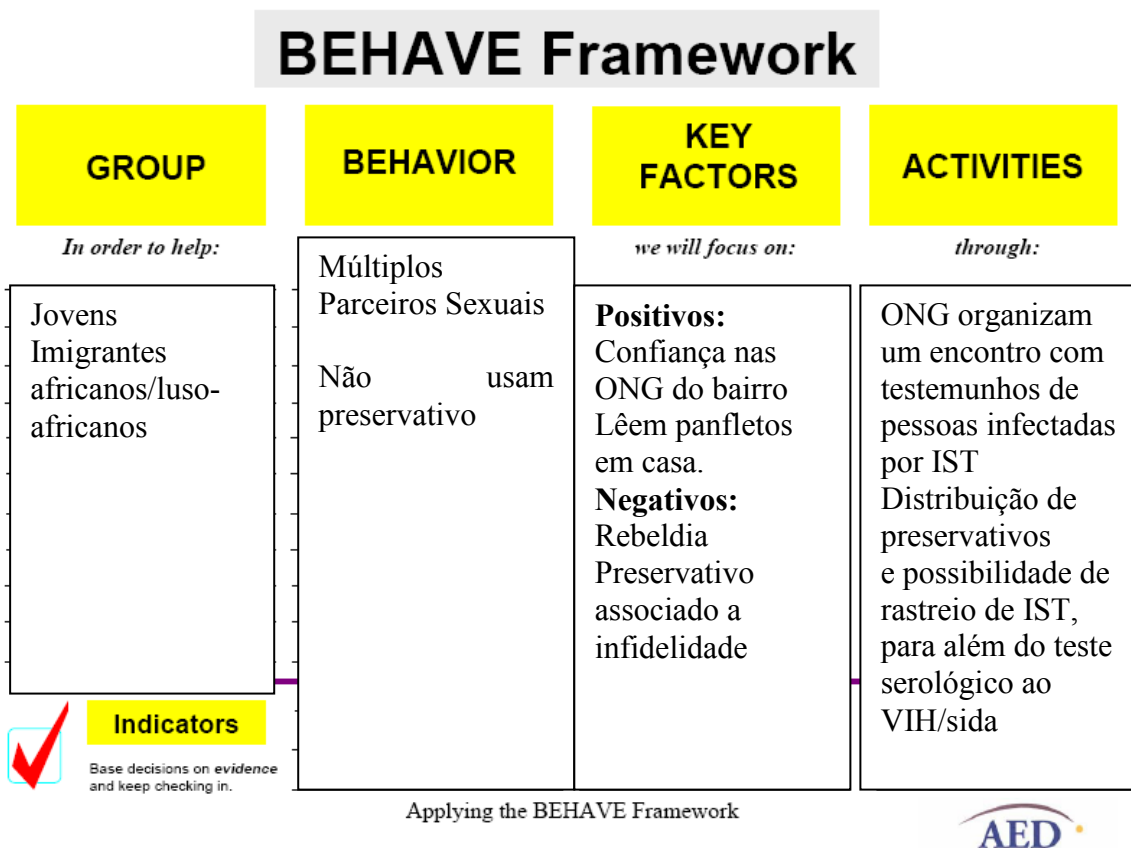 BEHAVE Framework
GROUP
In order to help:
Jovens
Imigrantes
africanos/luso-
africanos
BEHAVIOR
Múltiplos
Parceiros Sexuais
Não usam
preservativo
KEY
FACTORS
we will focus on:
Positivos:
Confiança nas
ONG do bairro
Lêem panfletos
em casa.
Negativos:
Rebeldia
Preservativo
associado a
infidelidade
ACTIVITIES
through:
ONG organizam
um encontro com
testemunhos de
pessoas infectadas
por IST
Distribuição de
preservativos
e possibilidade de
rastreio de IST,
para além do teste
serológico ao
VIH/sida
Indicators
Base decisions on evidence
and keep checking in.
Applying the BEHAVE Framework
AED